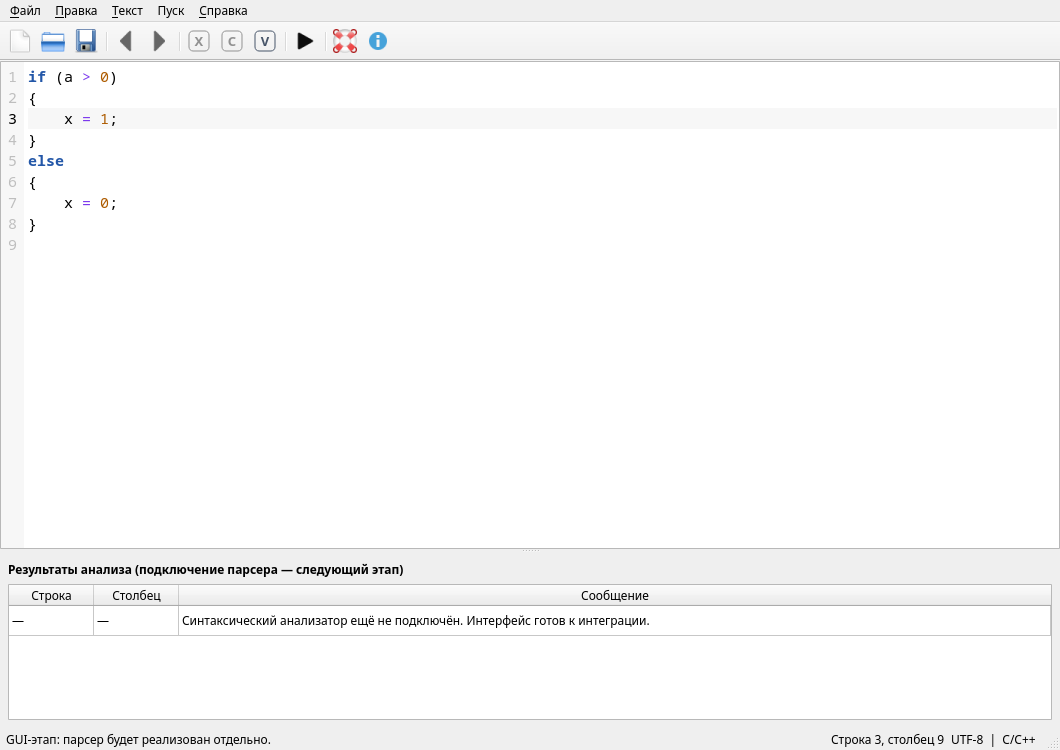 Файл Правка Текст Пуск Справка
X C V i
1 if (a > 0)
2 {
3     x = 1;
4 }
5 else
6 {
7     x = 0;
8 }
9
Результаты анализа (подключение парсера — следующий этап)
Строка Столбец Сообщение
— — Синтаксический анализатор ещё не подключён. Интерфейс готов к интеграции.
GUI-этап: парсер будет реализован отдельно. Строка 3, столбец 9 UTF-8 | C/C++